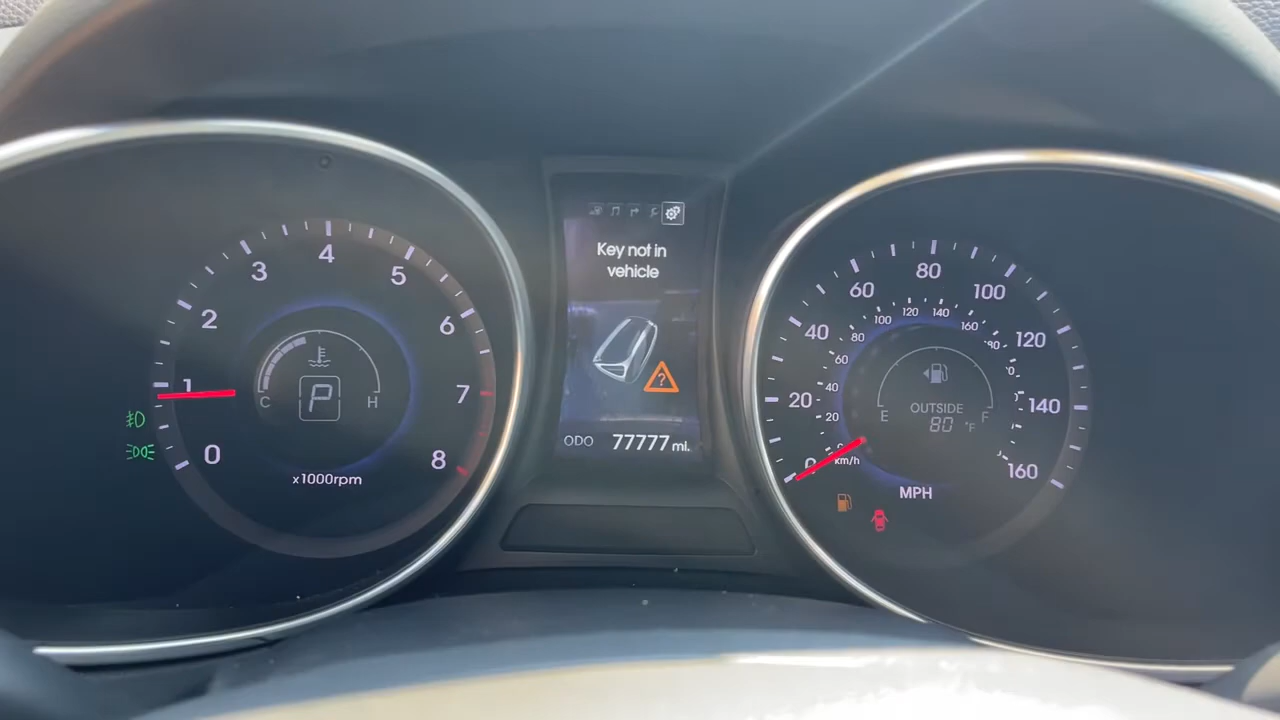 0
1
2
3
4
5
6
7
8
C
P
H
x1000rpm
Key not in
vehicle
?
ODO 77777 mi.
0
20
40
60
80
100
120
140
160
20
40
60
80
100
120
140
160
km/h
E
F
OUTSIDE
80 °F
MPH